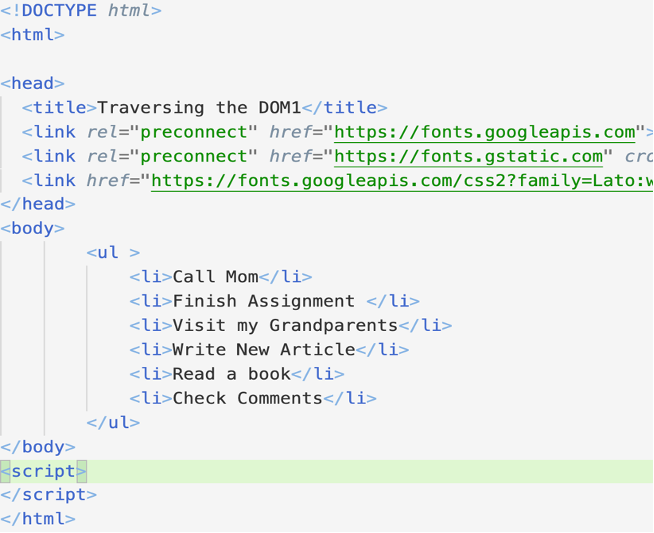 <!DOCTYPE html>
<html>
<head>
<title>Traversing the DOM1</title>
<link rel="preconnect" href="https://fonts.googleapis.com">
<link rel="preconnect" href="https://fonts.gstatic.com" cro
<link href="https://fonts.googleapis.com/css2?family=Lato:w
</head>
<body>
<ul >
<li>Call Mom</li>
<li>Finish Assignment </li>
<li>Visit my Grandparents</li>
<li>Write New Article</li>
<li>Read a book</li>
<li>Check Comments</li>
</ul>
</body>
<script>
</script>
</html>